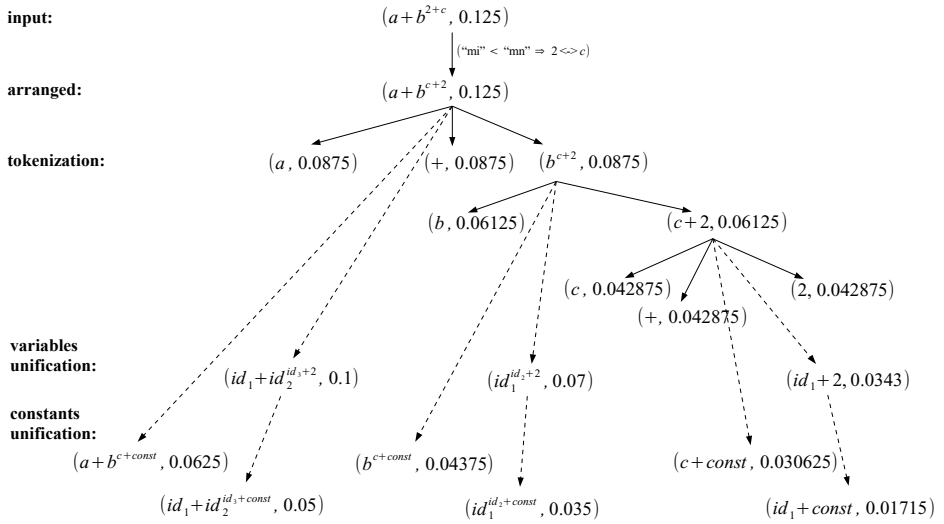 input: (a+b^{2+c}, 0.125)
(“mi” < “mn” ⇒ 2<->c)
arranged: (a+b^{c+2}, 0.125)
tokenization: (a, 0.0875) (+, 0.0875) (b^{c+2}, 0.0875)
(b, 0.06125) (c+2, 0.06125)
(c, 0.042875) (2, 0.042875)
(+, 0.042875)
variables
unification: (id_1+id_2^{id_3+2}, 0.1) (id_1^{id_2+2}, 0.07) (id_1+2, 0.0343)
constants
unification:
(a+b^{c+const}, 0.0625) (b^{c+const}, 0.04375) (c+const, 0.030625)
(id_1+id_2^{id_3+const}, 0.05) (id_1^{id_2+const}, 0.035) (id_1+const, 0.01715)